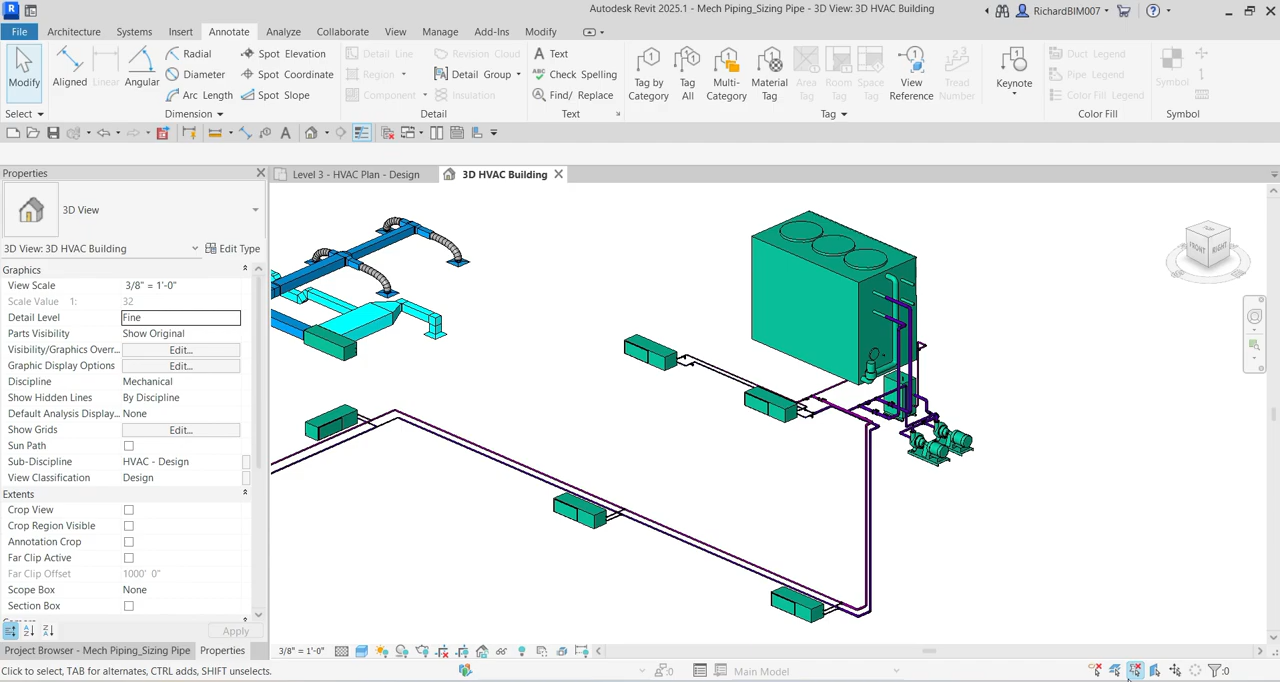 Autodesk Revit 2025.1 - Mech Piping_Sizing Pipe - 3D View: 3D HVAC Building
RichardBIM007
File Architecture Systems Insert Annotate Analyze Collaborate View Manage Add-Ins Modify
Modify
Aligned Linear Angular
Radial
Diameter
Arc Length
Spot Elevation
Spot Coordinate
Spot Slope
Detail Line
Region
Component
Revision Cloud
Detail Group
Insulation
Text
Check Spelling
Find/ Replace
Tag by Category
Tag All
Multi-Category
Material Tag
Area Tag
Room Tag
Space Tag
View Reference
Tread Number
Keynote
Duct Legend
Pipe Legend
Color Fill Legend
Symbol
Select Dimension Detail Text Tag Color Fill Symbol
Properties
Level 3 - HVAC Plan - Design
3D HVAC Building
3D View
3D View: 3D HVAC Building
Edit Type
Graphics
View Scale 3/8" = 1'-0"
Scale Value 1: 32
Detail Level Fine
Parts Visibility Show Original
Visibility/Graphics Overr... Edit...
Graphic Display Options Edit...
Discipline Mechanical
Show Hidden Lines By Discipline
Default Analysis Display... None
Show Grids Edit...
Sun Path
Sub-Discipline HVAC - Design
View Classification Design
Extents
Crop View
Crop Region Visible
Annotation Crop
Far Clip Active
Far Clip Offset 1000' 0"
Scope Box None
Section Box
Apply
TOP
FRONT
RIGHT
Project Browser - Mech Piping_Sizing Pipe
Properties
3/8" = 1'-0"
Click to select, TAB for alternates, CTRL adds, SHIFT unselects.
:0
Main Model
:0